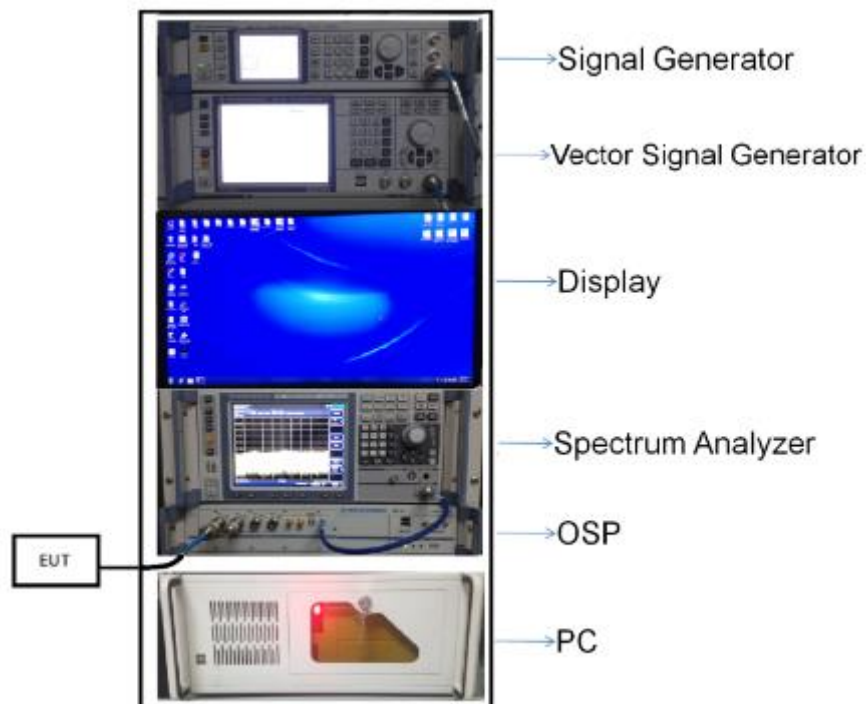 Signal Generator
Vector Signal Generator
Display
Spectrum Analyzer
OSP
EUT
PC